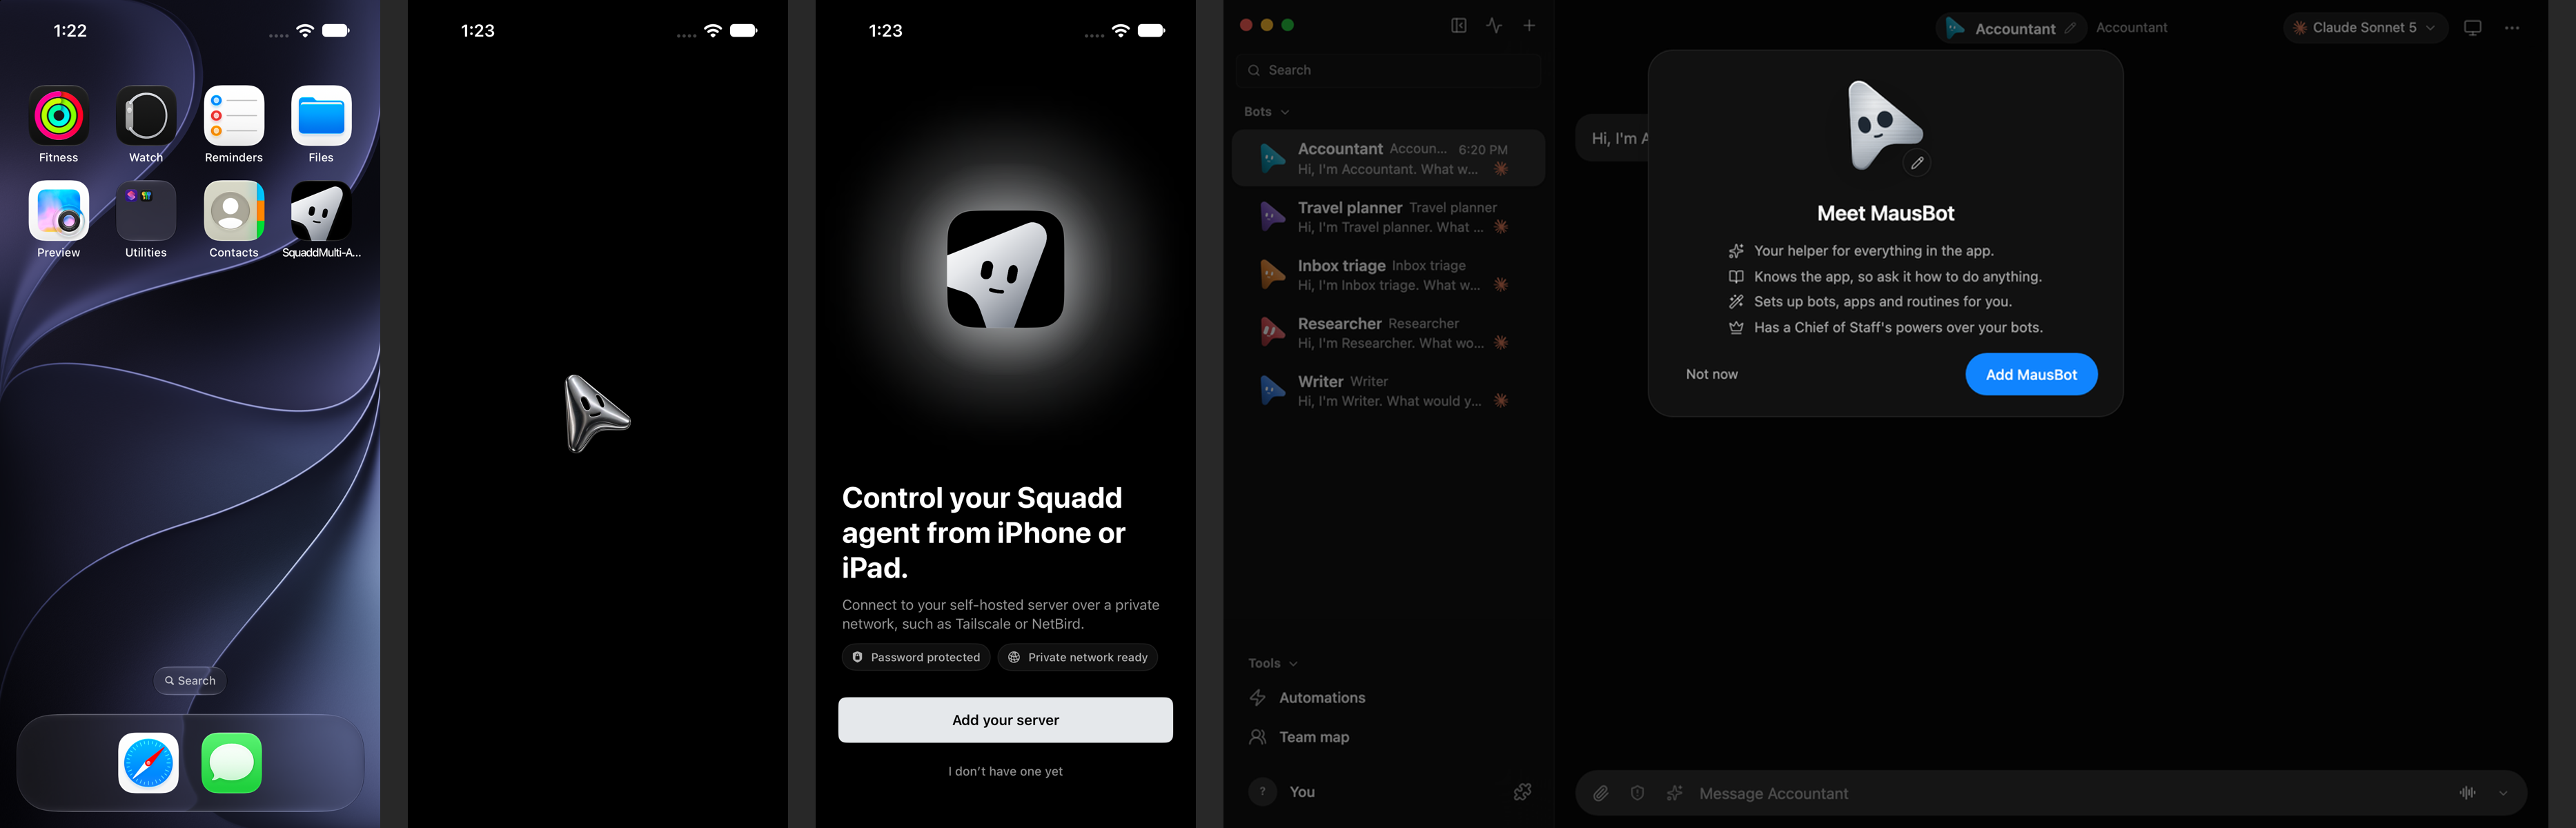 1:22
Fitness
Watch
Reminders
Files
Preview
Utilities
Contacts
SquaddMulti-A...
Search
1:23
1:23
Control your Squadd
agent from iPhone or
iPad.
Connect to your self-hosted server over a private
network, such as Tailscale or NetBird.
Password protected
Private network ready
Add your server
I don't have one yet
Search
Bots
Accountant Accoun... 6:20 PM
Hi, I'm Accountant. What w...
Travel planner Travel planner
Hi, I'm Travel planner. What ...
Inbox triage Inbox triage
Hi, I'm Inbox triage. What w...
Researcher Researcher
Hi, I'm Researcher. What wo...
Writer Writer
Hi, I'm Writer. What would y...
Tools
Automations
Team map
? You
Accountant Accountant
Claude Sonnet 5
Hi, I'm A
Meet MausBot
Your helper for everything in the app.
Knows the app, so ask it how to do anything.
Sets up bots, apps and routines for you.
Has a Chief of Staff's powers over your bots.
Not now
Add MausBot
Message Accountant